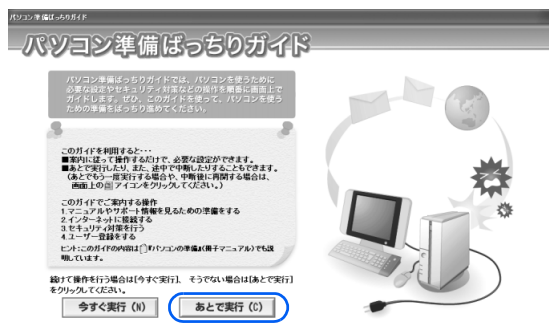 パソコン準備ばっちりガイド
パソコン準備ばっちりガイド
パソコン準備ばっちりガイドでは、パソコンを使うために
必要な設定やセキュリティ対策などの操作を順番に画面上で
ガイドします。ぜひ、このガイドを使って、パソコンを使う
ための準備をばっちり進めてください。
このガイドを利用すると・・・
■案内に従って操作するだけで、必要な設定ができます。
■あとで実行したり、また、途中で中断したりすることもできます。
(あとでもう一度実行する場合や、中断後に再開する場合は、
画面上の アイコンをクリックしてください。)
このガイドでご案内する操作
1.マニュアルやサポート情報を見るための準備をする
2.インターネットに接続する
3.セキュリティ対策を行う
4.ユーザー登録をする
ヒント:このガイドの内容は『パソコンの準備』(冊子マニュアル)でも説
明しています。
続けて操作を行う場合は[今すぐ実行]、そうでない場合は[あとで実行]
をクリックしてください。
今すぐ実行(N) あとで実行(C)